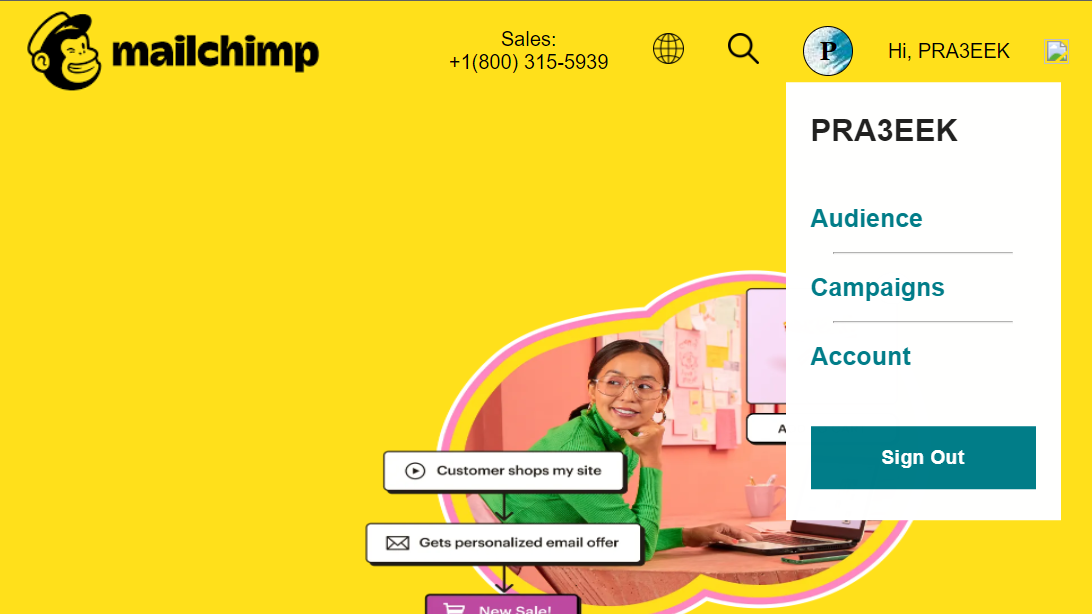 mailchimp
Sales:
+1(800) 315-5939
P
Hi, PRA3EEK
PRA3EEK
Audience
Campaigns
Account
Sign Out
A
Customer shops my site
Gets personalized email offer
New Sale!